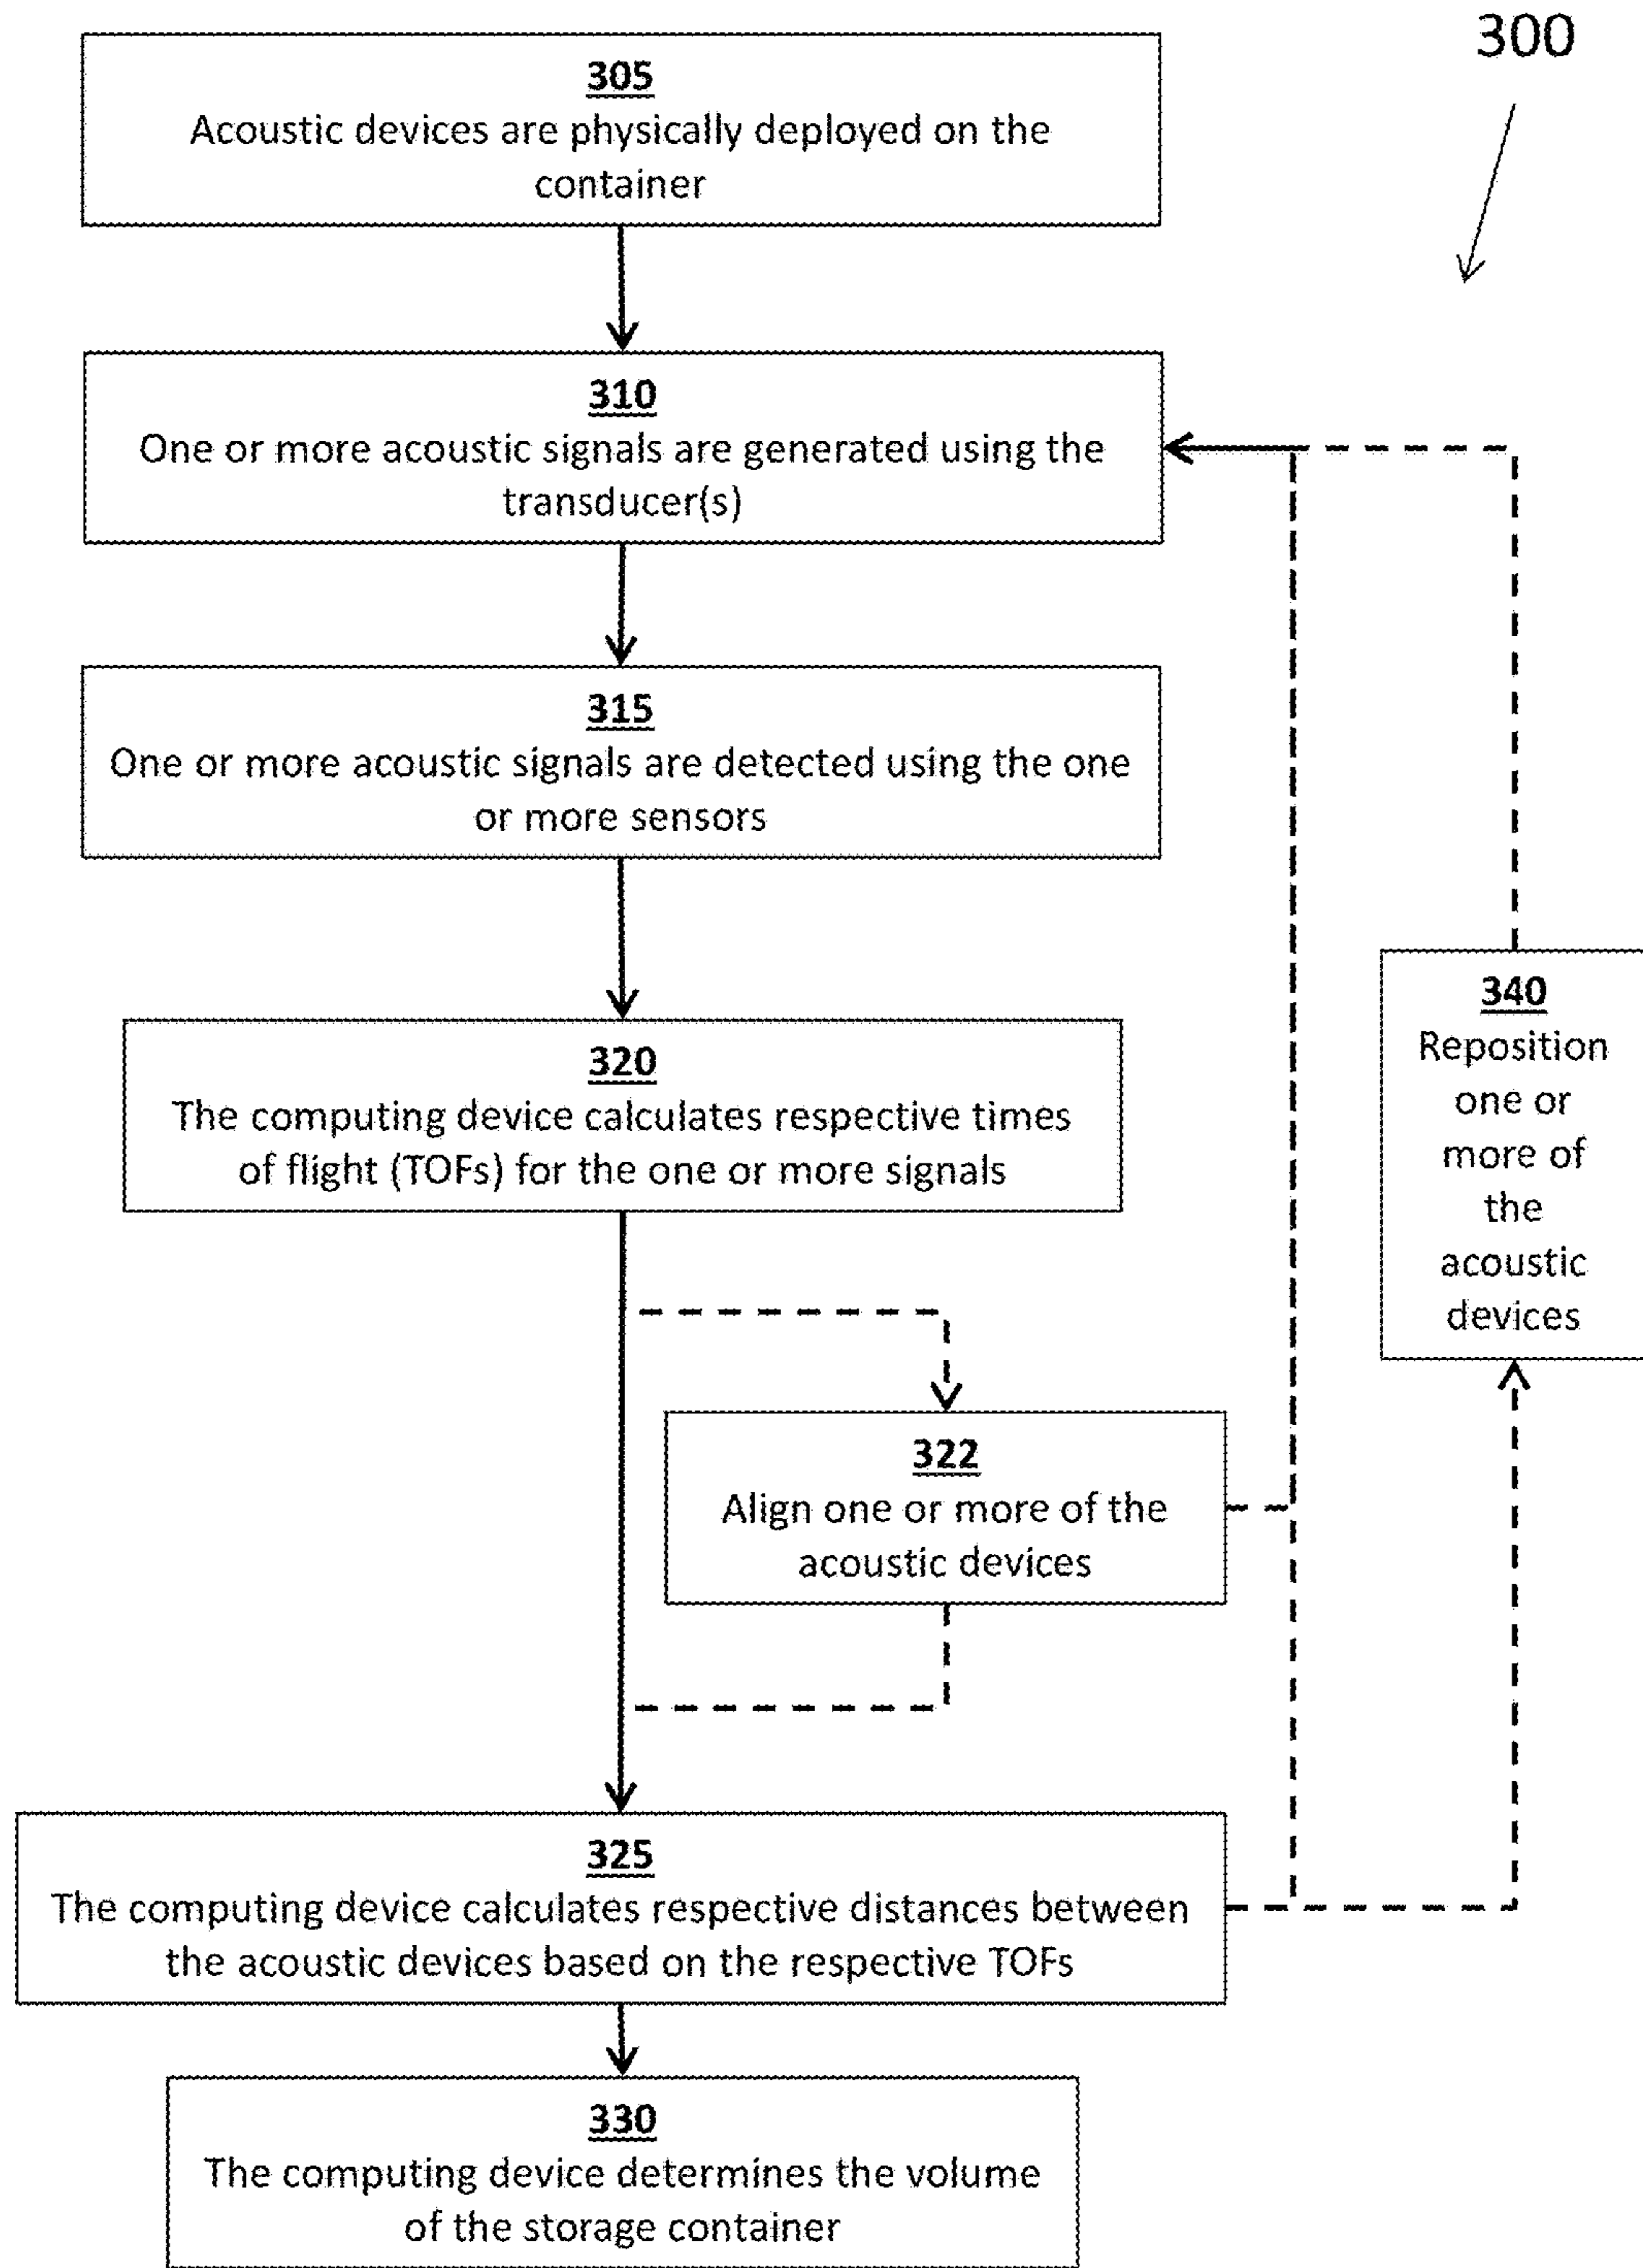 300
305
Acoustic devices are physically deployed on the
container
310
One or more acoustic signals are generated using the
transducer(s)
315
One or more acoustic signals are detected using the one
or more sensors
320
The computing device calculates respective times
of flight (TOFs) for the one or more signals
340
Reposition
one or
more of
the
acoustic
devices
322
Align one or more of the
acoustic devices
325
The computing device calculates respective distances between
the acoustic devices based on the respective TOFs
330
The computing device determines the volume
of the storage container